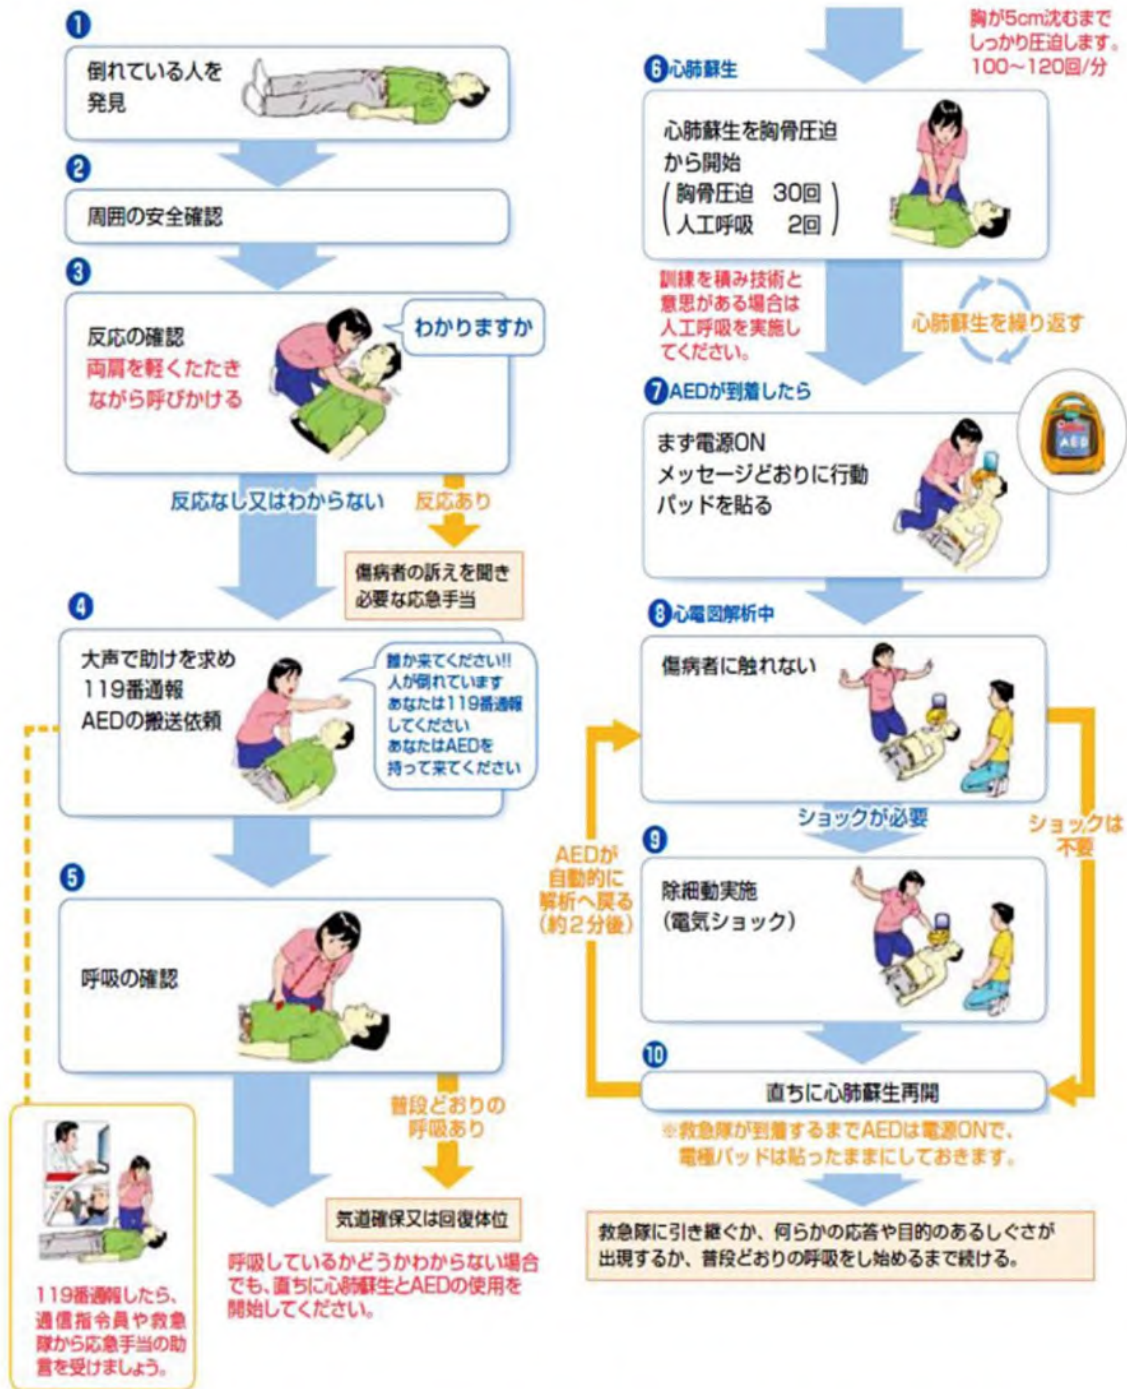 1
倒れている人を
発見
2
周囲の安全確認
3
反応の確認
両肩を軽くたたき
ながら呼びかける
わかりますか
反応なし又はわからない
反応あり
傷病者の訴えを聞き
必要な応急手当
4
大声で助けを求め
119番通報
AEDの搬送依頼
誰か来てください!!
人が倒れています
あなたは119番通報
してください
あなたはAEDを
持って来てください
5
呼吸の確認
普段どおりの
呼吸あり
気道確保又は回復体位
呼吸しているかどうかわからない場合
でも、直ちに心肺蘇生とAEDの使用を
開始してください。
119番通報したら、
通信指令員や救急
隊から応急手当の助
言を受けましょう。
胸が5cm沈むまで
しっかり圧迫します。
100〜120回/分
6 心肺蘇生
心肺蘇生を胸骨圧迫
から開始
(胸骨圧迫 30回
人工呼吸 2回)
訓練を積み技術と
意思がある場合は
人工呼吸を実施し
てください。
心肺蘇生を繰り返す
7 AEDが到着したら
まず電源ON
メッセージどおりに行動
パッドを貼る
AED
8 心電図解析中
傷病者に触れない
ショックが必要
ショックは
不要
9
除細動実施
(電気ショック)
AEDが
自動的に
解析へ戻る
(約2分後)
10
直ちに心肺蘇生再開
※救急隊が到着するまでAEDは電源ONで、
電極パッドは貼ったままにしておきます。
救急隊に引き継ぐか、何らかの応答や目的のあるしぐさが
出現するか、普段どおりの呼吸をし始めるまで続ける。